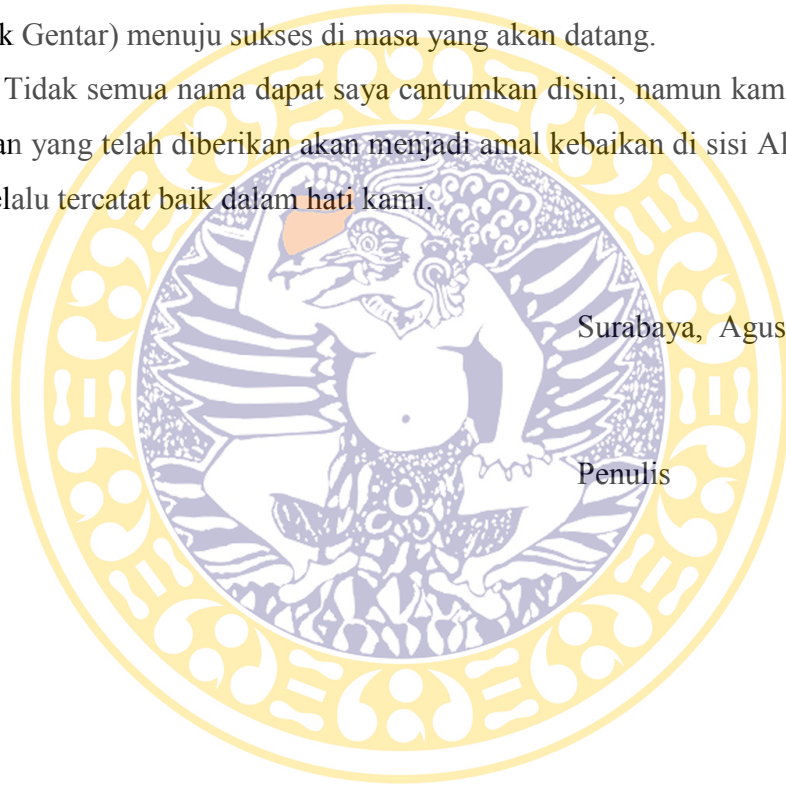 k Gentar) menuju sukses di masa yang akan datang.
Tidak semua nama dapat saya cantumkan disini, namun kam
an yang telah diberikan akan menjadi amal kebaikan di sisi Al
elalu tercatat baik dalam hati kami.
Surabaya, Agus
Penulis